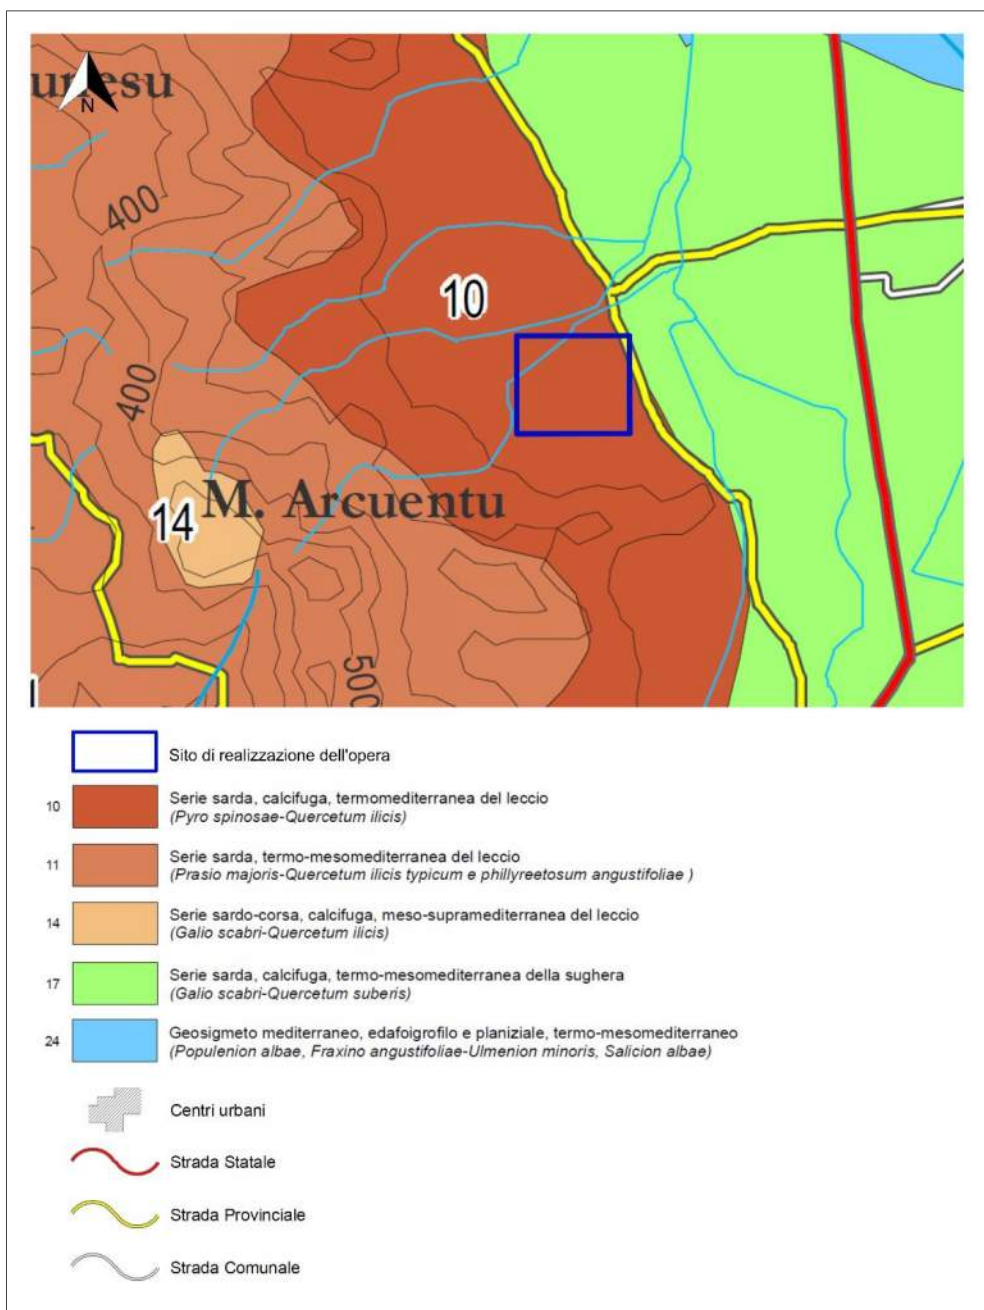 umesu
N
400
10
400
14
M. Arcuentu
500
Sito di realizzazione dell'opera
10
Serie sarda, calcifuga, termomediterranea del leccio
(Pyro spinosae-Quercetum ilicis)
11
Serie sarda, termo-mesomediterranea del leccio
(Prasio majoris-Quercetum ilicis typicum e phillyreetosum angustifoliae )
14
Serie sardo-corsa, calcifuga, meso-supramediterranea del leccio
(Galio scabri-Quercetum ilicis)
17
Serie sarda, calcifuga, termo-mesomediterranea della sughera
(Galio scabri-Quercetum suberis)
24
Geosigmeto mediterraneo, edafoigrofilo e planiziale, termo-mesomediterraneo
(Populenion albae, Fraxino angustifoliae-Ulmenion minoris, Salicion albae)
Centri urbani
Strada Statale
Strada Provinciale
Strada Comunale